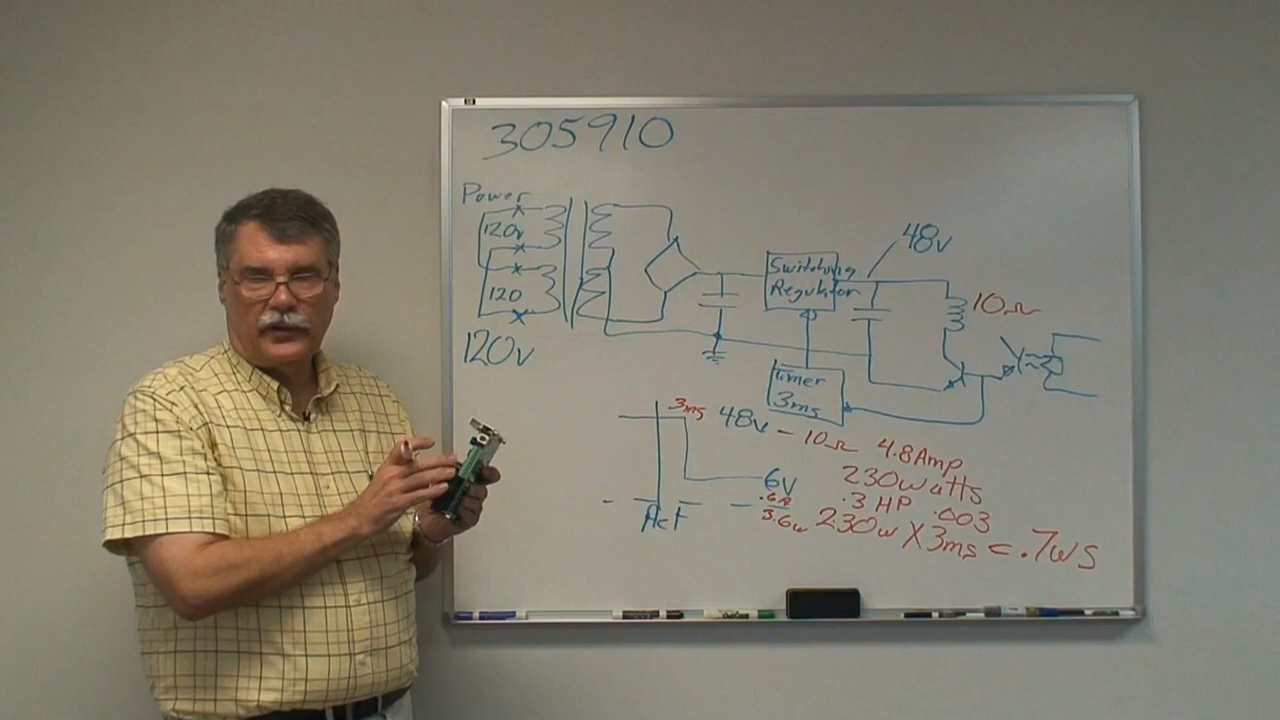 305910
Power
120v
120
120v
Switching
Regulator
48v
10Ω
Timer
3ms
3ms
48v - 10Ω 4.8Amp
230watts
.3 HP .003
230w X 3ms = .7WS
6v
.6A
3.6w
Act